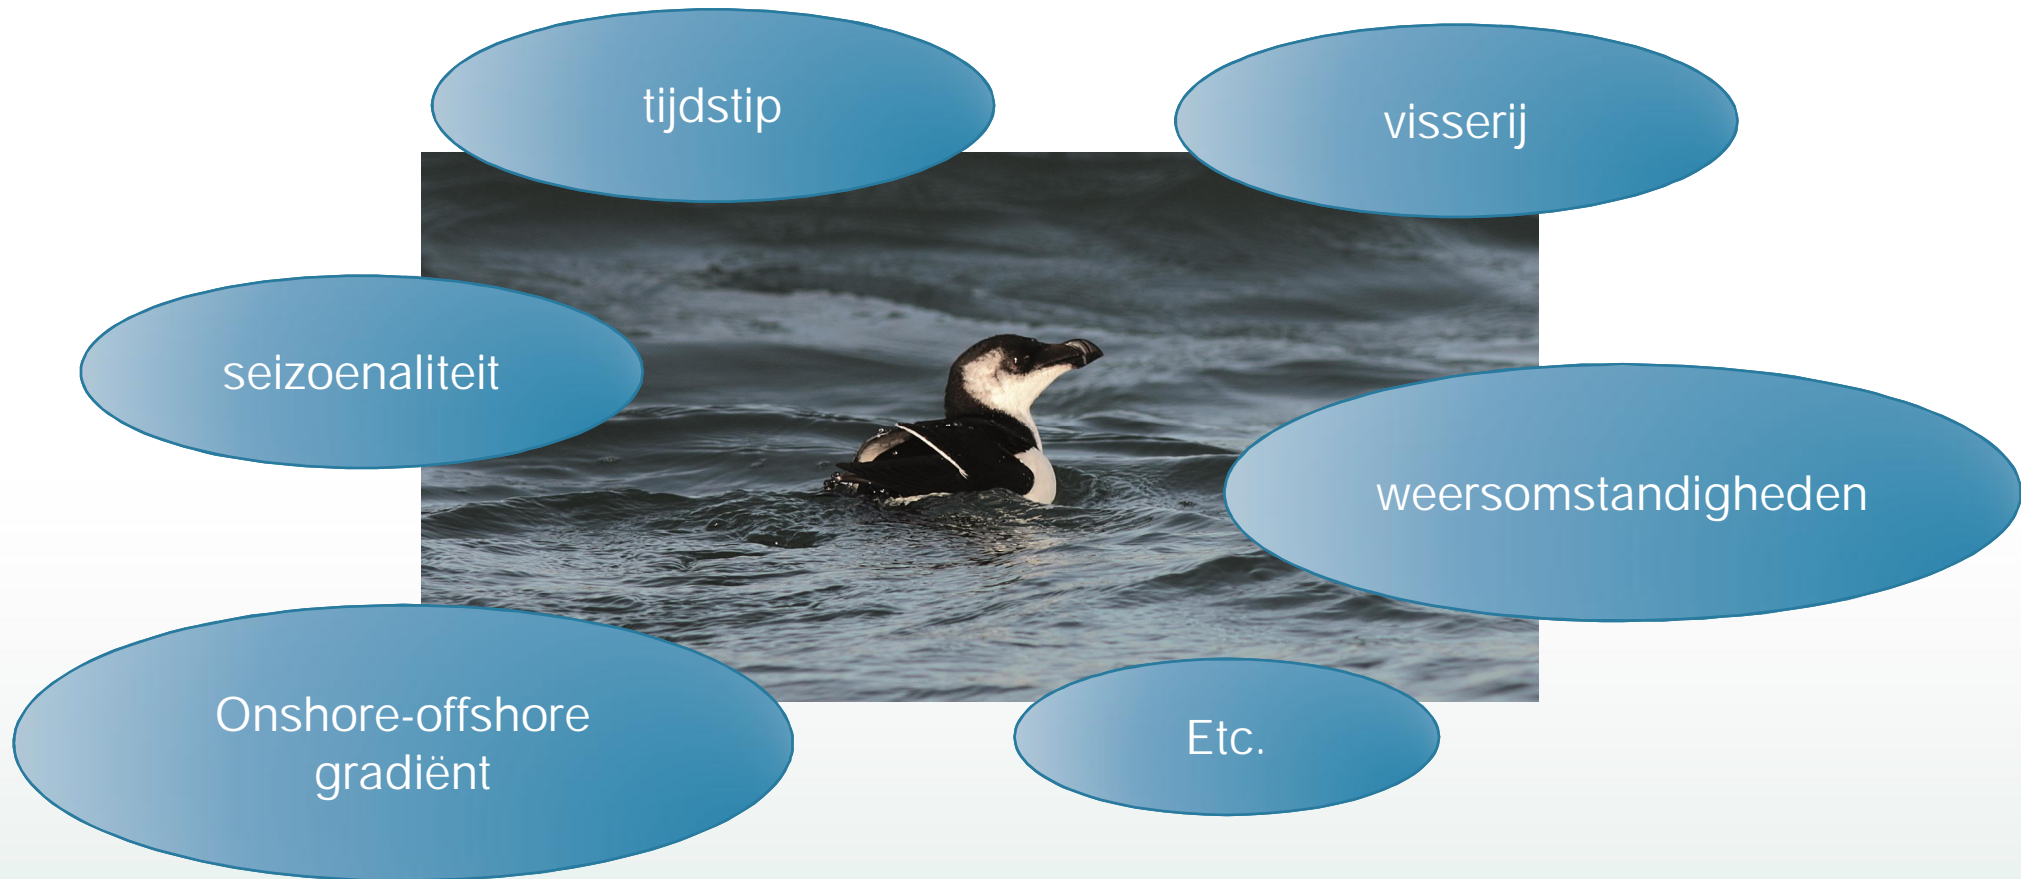 tijdstip
visserij
seizoenaliteit
weersomstandigheden
Onshore-offshore
gradiënt
Etc.